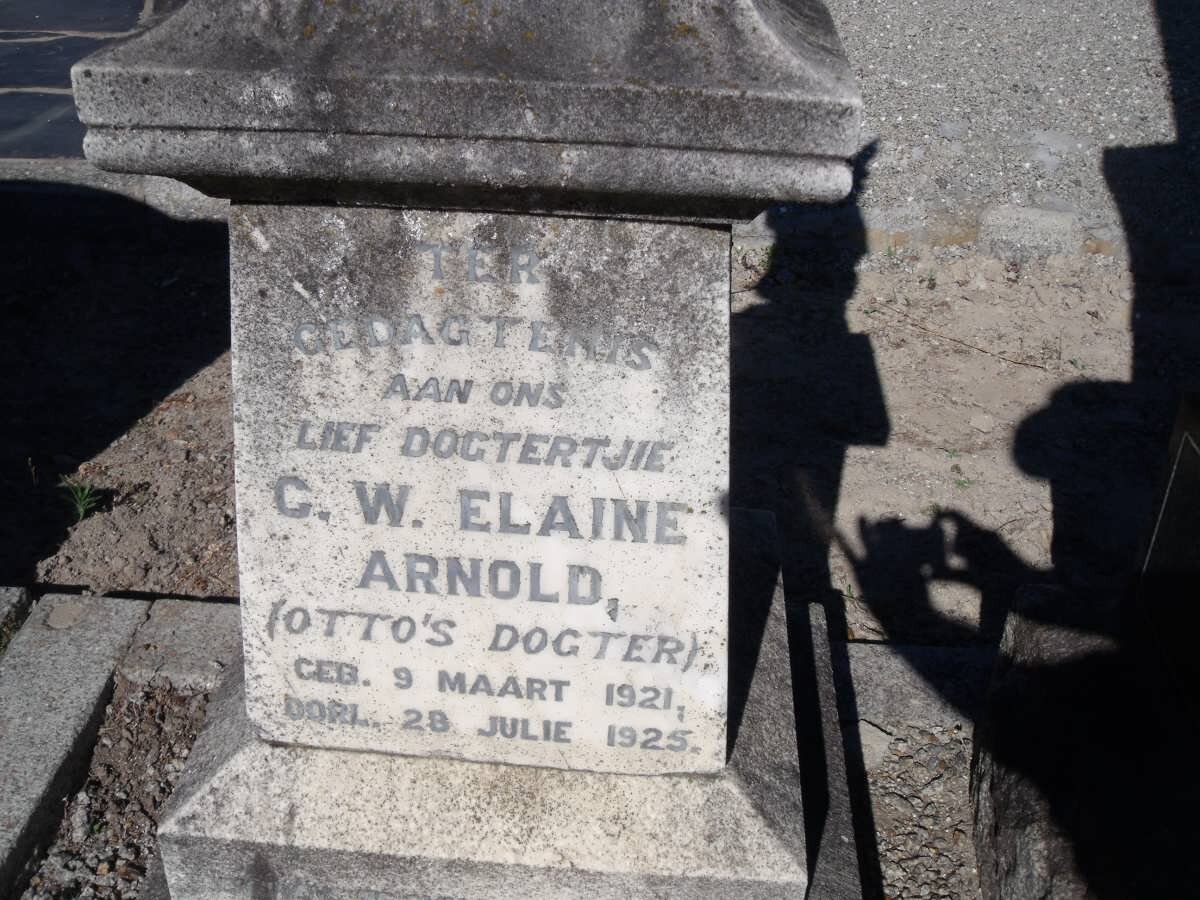 TER
GEDAGTENIS
AAN ONS
LIEF DOGTERTJIE
G. W. ELAINE
ARNOLD,
(OTTO'S DOGTER)
GEB. 9 MAART 1921,
OORL. 28 JULIE 1925.